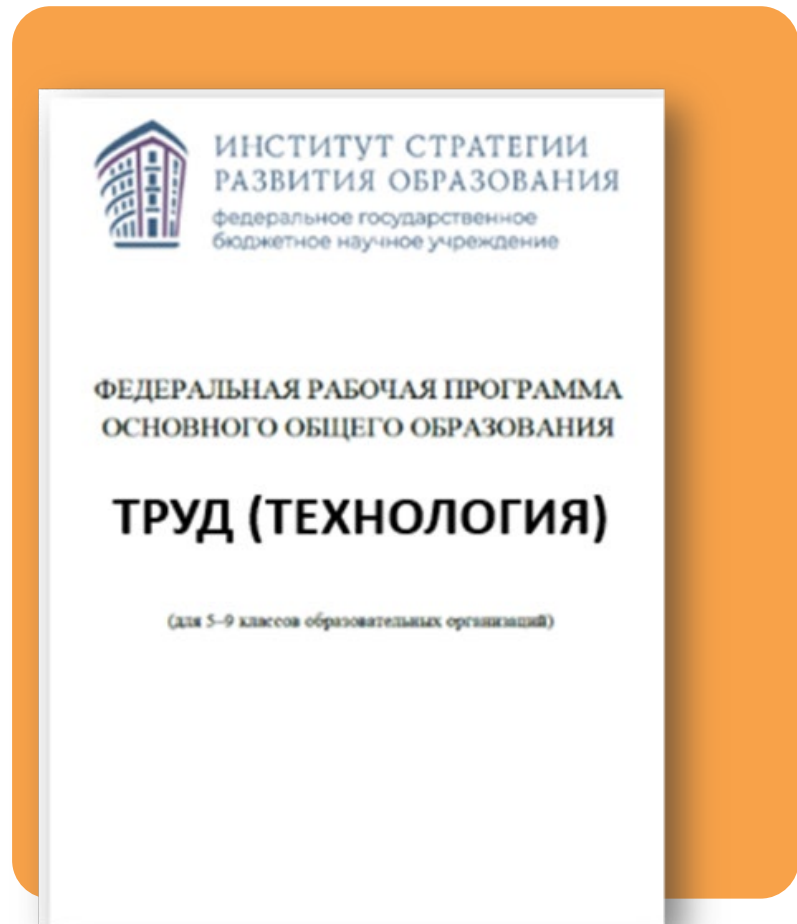 ИНСТИТУТ СТРАТЕГИИ
РАЗВИТИЯ ОБРАЗОВАНИЯ
федеральное государственное
бюджетное научное учреждение
ФЕДЕРАЛЬНАЯ РАБОЧАЯ ПРОГРАММА
ОСНОВНОГО ОБЩЕГО ОБРАЗОВАНИЯ
ТРУД (ТЕХНОЛОГИЯ)
(для 5–9 классов образовательных организаций)